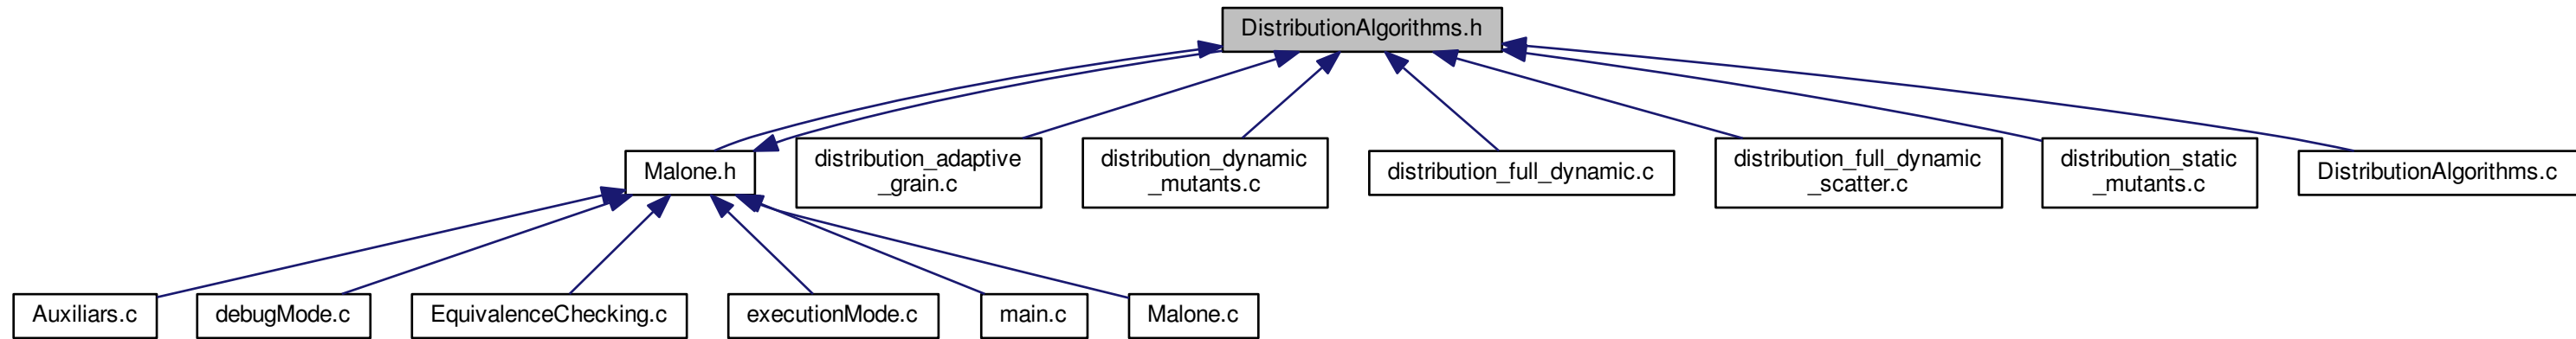 DistributionAlgorithms.h
Malone.h
distribution_adaptive
_grain.c
distribution_dynamic
_mutants.c
distribution_full_dynamic.c
distribution_full_dynamic
_scatter.c
distribution_static
_mutants.c
DistributionAlgorithms.c
Auxiliars.c
debugMode.c
EquivalenceChecking.c
executionMode.c
main.c
Malone.c